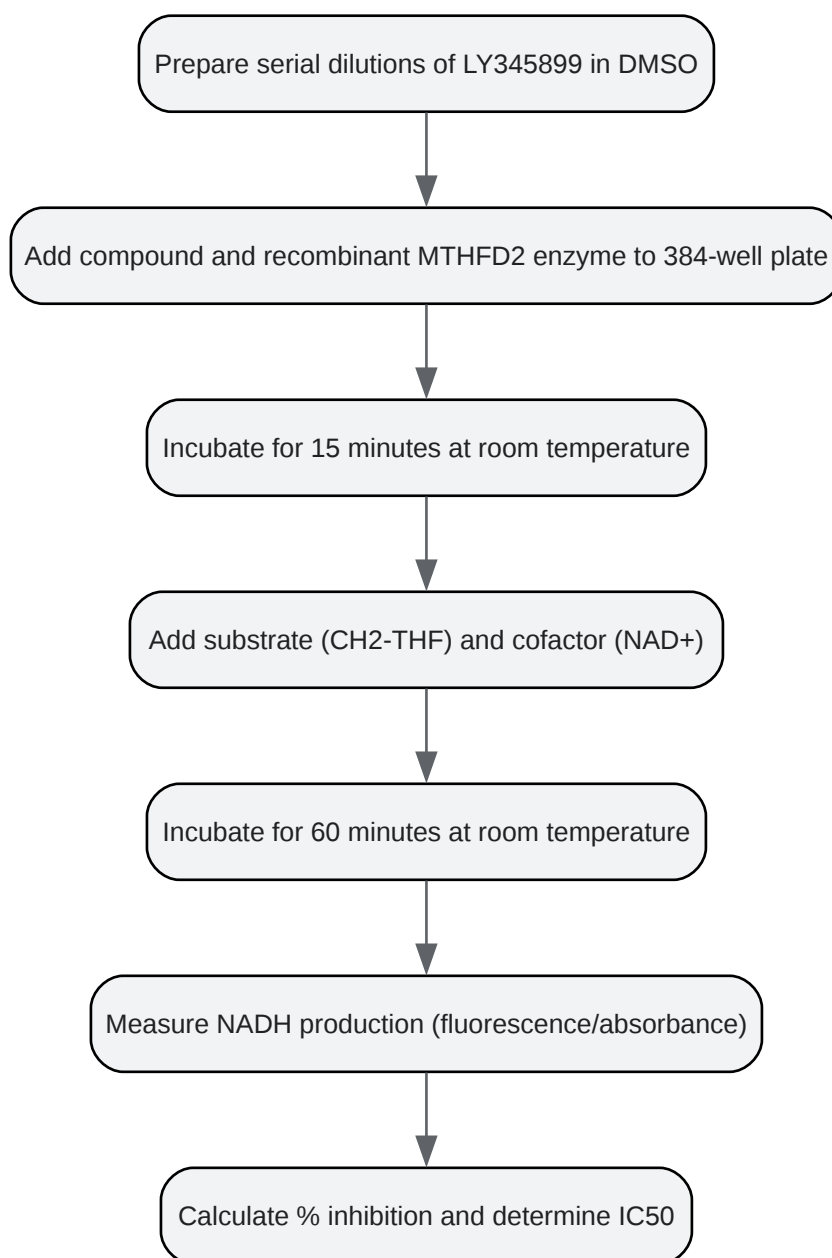 Prepare serial dilutions of LY345899 in DMSO
Add compound and recombinant MTHFD2 enzyme to 384-well plate
Incubate for 15 minutes at room temperature
Add substrate (CH2-THF) and cofactor (NAD+)
Incubate for 60 minutes at room temperature
Measure NADH production (fluorescence/absorbance)
Calculate % inhibition and determine IC50